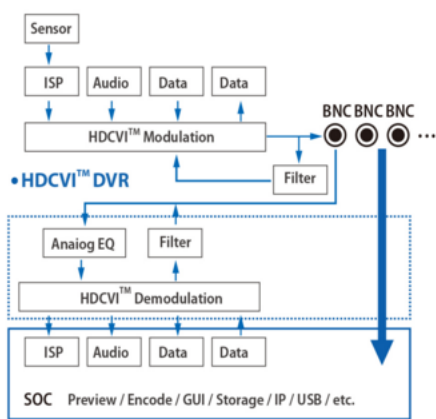 Sensor
ISP Audio Data Data
BNC BNC BNC
HDCVI™ Modulation
...
Filter
•HDCVI™ DVR
Anaiog EQ Filter
HDCVI™ Demodulation
ISP Audio Data Data
SOC Preview / Encode / GUI / Storage / IP / USB / etc.